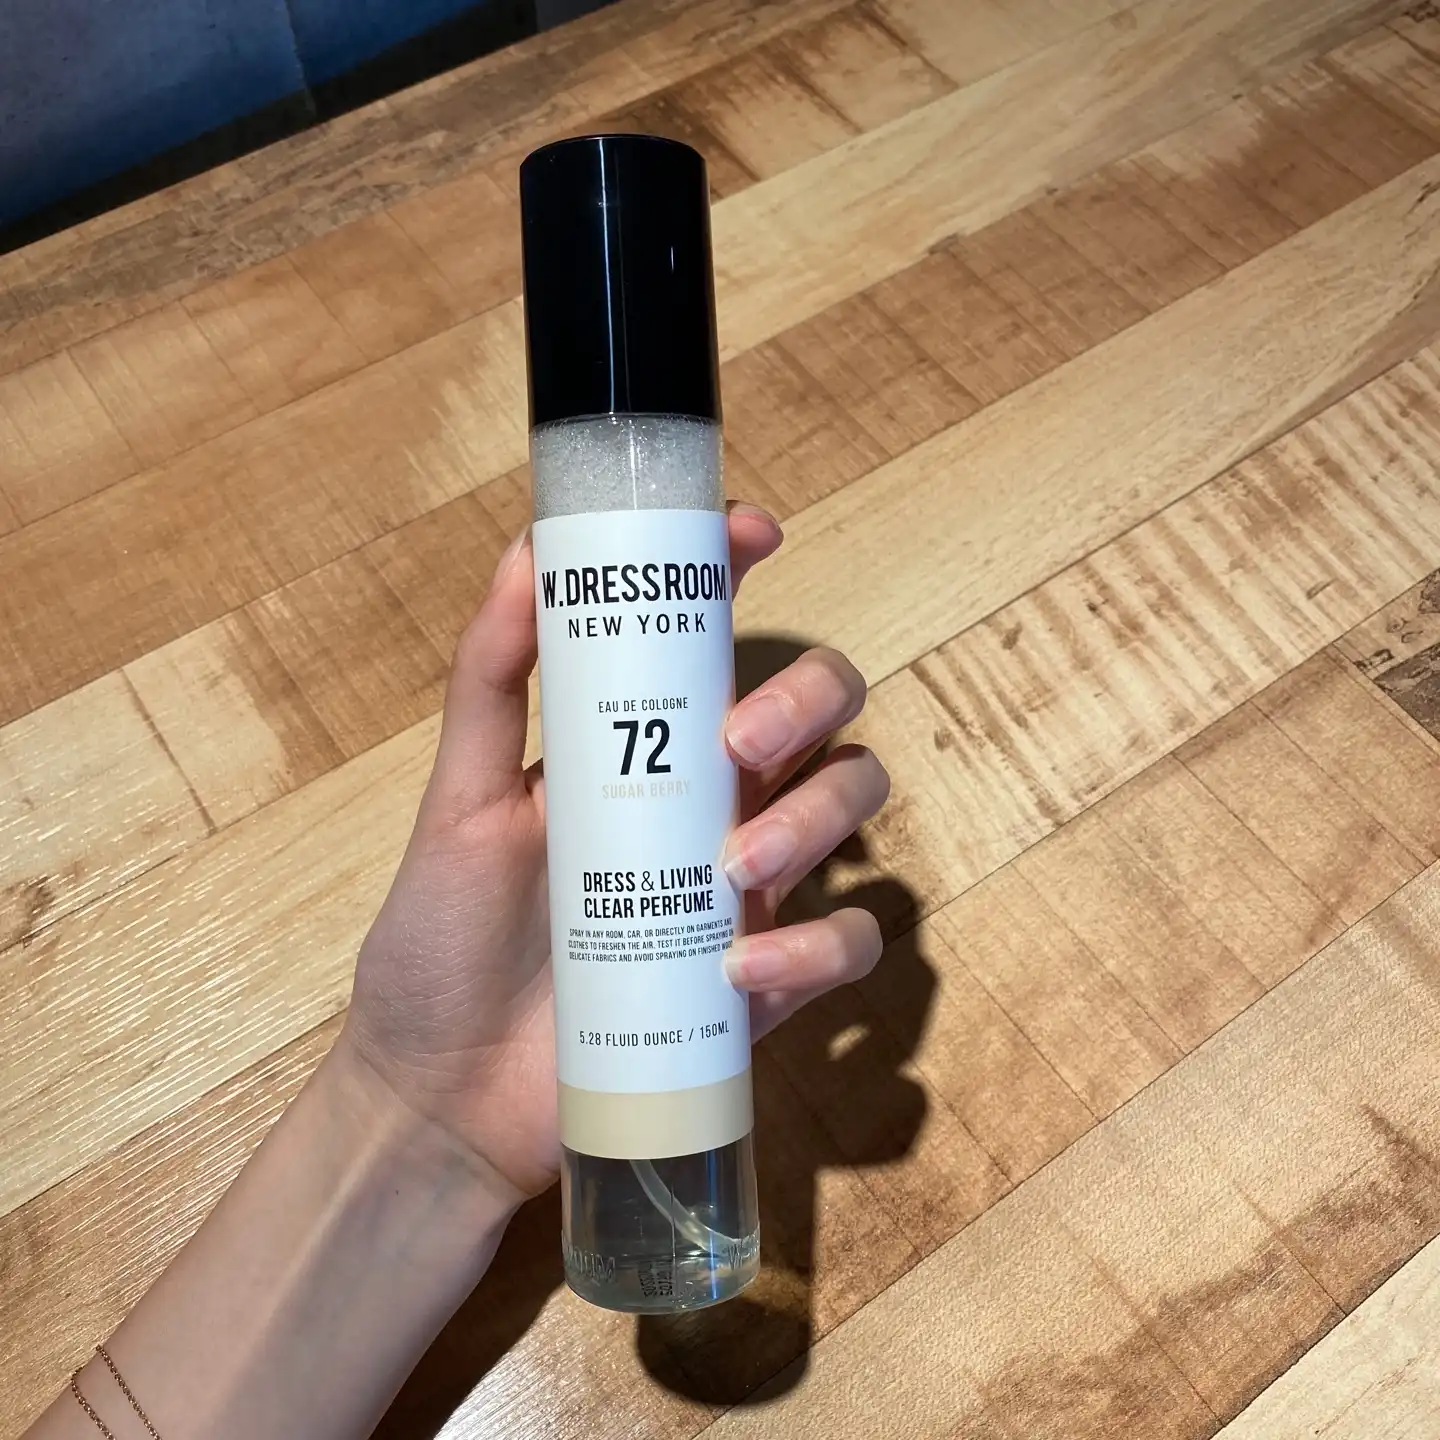 W.DRESSROOM
NEW YORK
EAU DE COLOGNE
72
SUGAR BERRY
DRESS & LIVING
CLEAR PERFUME
SPRAY IN ANY ROOM, CAR, OR DIRECTLY ON GARMENTS AND
CLOTHES TO FRESHEN THE AIR. TEST IT BEFORE SPRAYING ON
DELICATE FABRICS AND AVOID SPRAYING ON FINISHED WOOD
5.28 FLUID OUNCE / 150ML